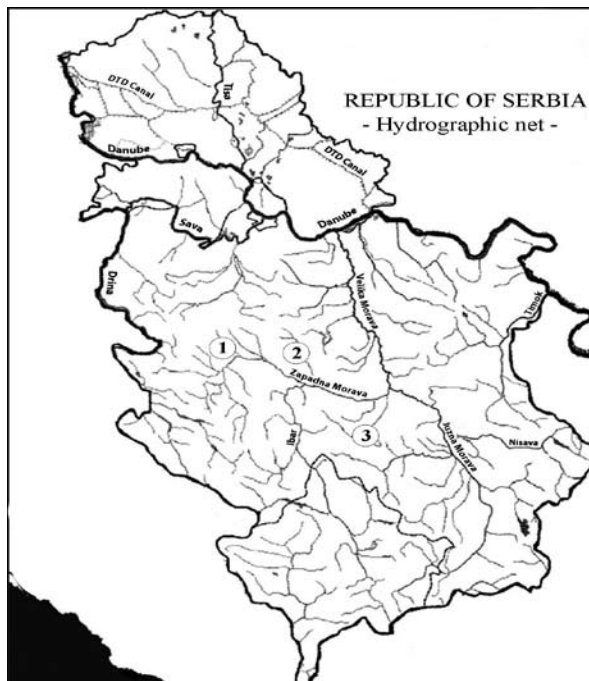 REPUBLIC OF SERBIA
- Hydrographic net -
DTD Canal
Tisa
DTD Canal
Danube
Danube
Sava
Drina
Velika Morava
Timok
1
2
Zapadna Morava
3
Ibar
Juzna Morava
Nisava